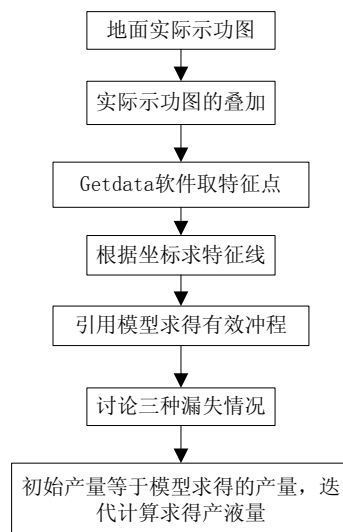 地面实际示功图
实际示功图的叠加
Getdata软件取特征点
根据坐标求特征线
引用模型求得有效冲程
讨论三种漏失情况
初始产量等于模型求得的产量，迭
代计算求得产液量